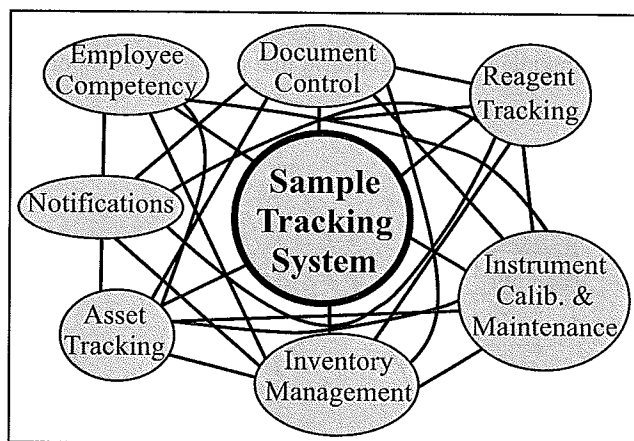 Employee
Competency
Document
Control
Reagent
Tracking
Notifications
Sample
Tracking
System
Instrument
Calib. &
Maintenance
Asset
Tracking
Inventory
Management